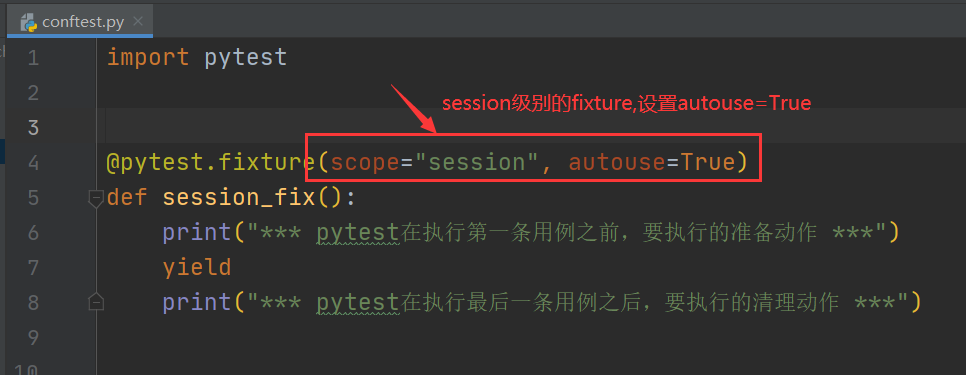 conftest.py
1 import pytest
2
session级别的fixture,设置autouse=True
3
4 @pytest.fixture(scope="session", autouse=True)
5 def session_fix():
6 print("*** pytest在执行第一条用例之前，要执行的准备动作 ***")
7 yield
8 print("*** pytest在执行最后一条用例之后，要执行的清理动作 ***")
9
10